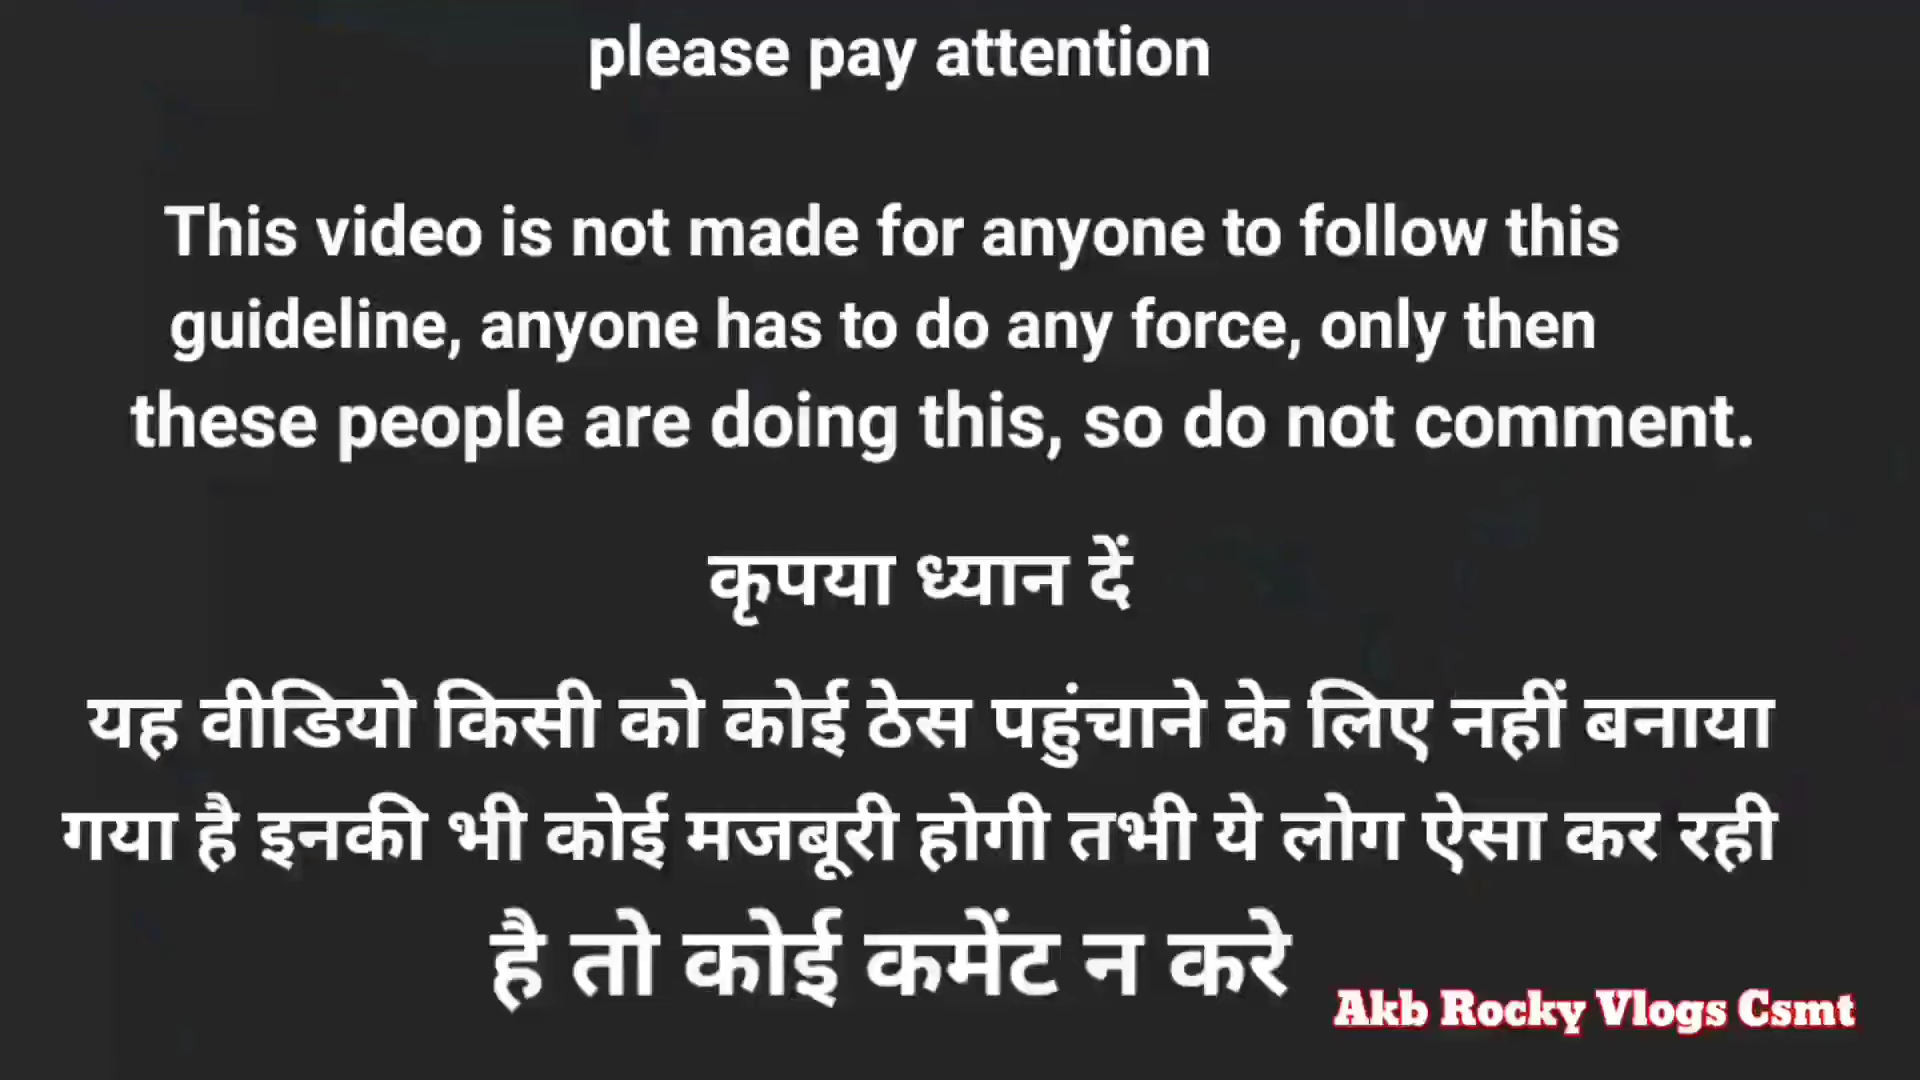 please pay attention
This video is not made for anyone to follow this
guideline, anyone has to do any force, only then
these people are doing this, so do not comment.
कृपया ध्यान दें
यह वीडियो किसी को कोई ठेस पहुंचाने के लिए नहीं बनाया
गया है इनकी भी कोई मजबूरी होगी तभी ये लोग ऐसा कर रही
है तो कोई कमेंट न करे
Akb Rocky Vlogs Csmt